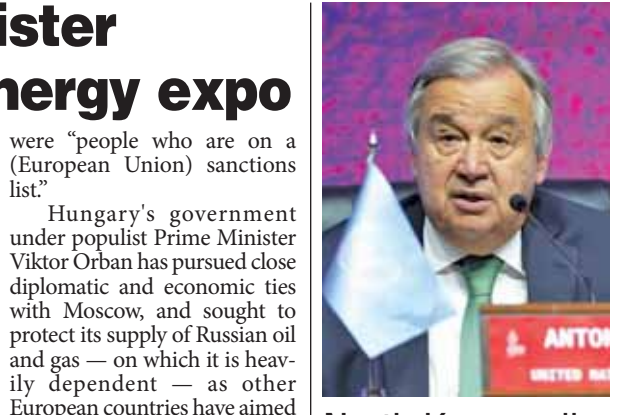 ister
nergy expo
were “people who are on a
(European Union) sanctions
list.”
Hungary's government
under populist Prime Minister
Viktor Orban has pursued close
diplomatic and economic ties
with Moscow, and sought to
protect its supply of Russian oil
and gas — on which it is heav-
ily dependent — as other
European countries have aimed
ANTON
UNITED NAT